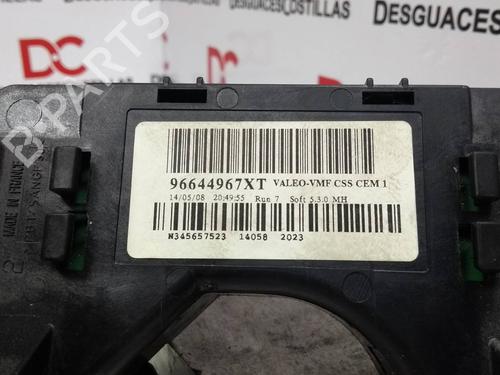 DESGUACES COSTILLAS
DESGUACES
DC
B-PARTS
96644967XT VALEO-VMF CSS CEM 1
14/05/08 20:49:55 Run 7 Soft 5.3.0 MH
N345657523 14058 2023
MADE IN FRANCE